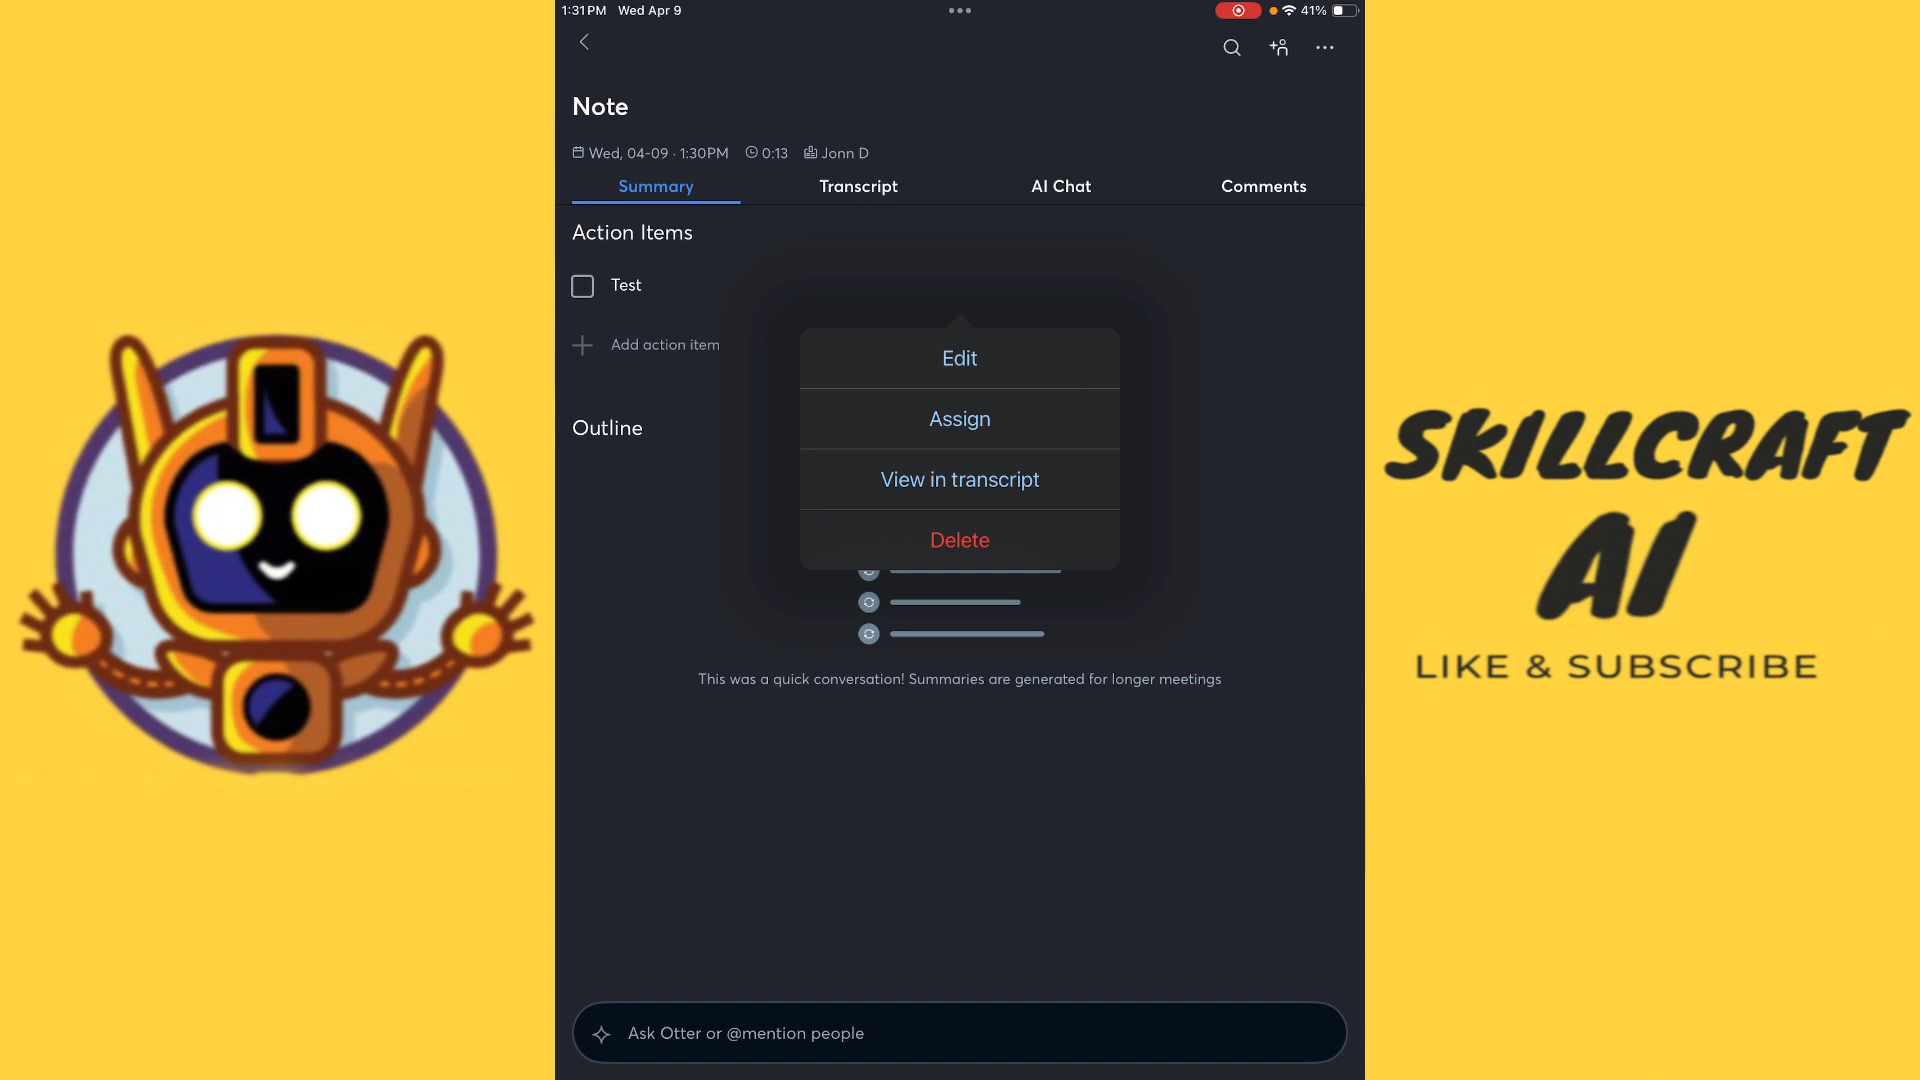 1:31PM Wed Apr 9
41%
Note
Wed, 04-09 · 1:30PM 0:13 Jonn D
Summary Transcript AI Chat Comments
Action Items
Test
Add action item
Edit
Assign
View in transcript
Delete
Outline
This was a quick conversation! Summaries are generated for longer meetings
Ask Otter or @mention people
SKILLCRAFT
AI
LIKE & SUBSCRIBE